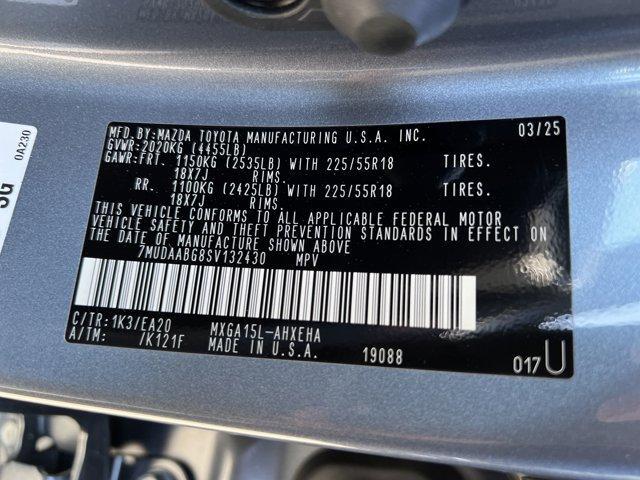 MFD.BY:MAZDA TOYOTA MANUFACTURING U.S.A. INC. 03/25
GVWR:2020KG (4455LB)
GAWR:FRT. 1150KG (2535LB) WITH 225/55R18 TIRES.
18X7J RIMS.
RR. 1100KG (2425LB) WITH 225/55R18 TIRES.
18X7J RIMS.
THIS VEHICLE CONFORMS TO ALL APPLICABLE FEDERAL MOTOR
VEHICLE SAFETY AND THEFT PREVENTION STANDARDS IN EFFECT ON
THE DATE OF MANUFACTURE SHOWN ABOVE
7MUDAABG8SV132430 MPV
C/TR:1K3/EA20 MXGA15L-AHXEHA
A/TM: /K121F MADE IN U.S.A. 19088 017U
0A230